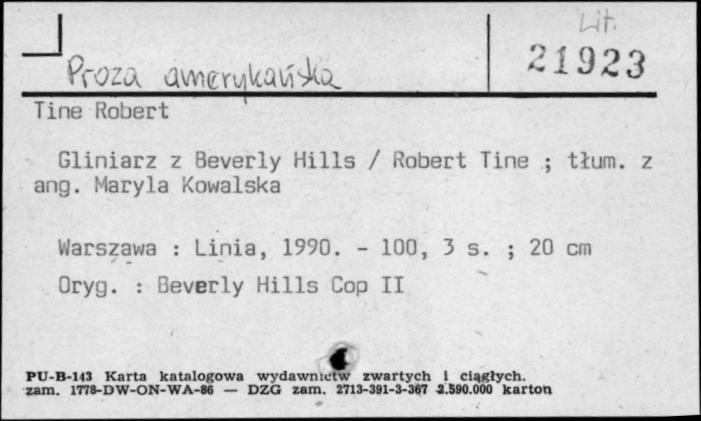 Lit.
21923
Proza amerykańska
Tine Robert
Gliniarz z Beverly Hills / Robert Tine ; tłum. z
ang. Maryla Kowalska
Warszawa : Linia, 1990. - 100, 3 s. ; 20 cm
Oryg. : Beverly Hills Cop II
PU-B-143 Karta katalogowa wydawnictw zwartych i ciągłych.
zam. 1778-DW-ON-WA-86 — DZG zam. 2713-391-3-367 2.590.000 karton